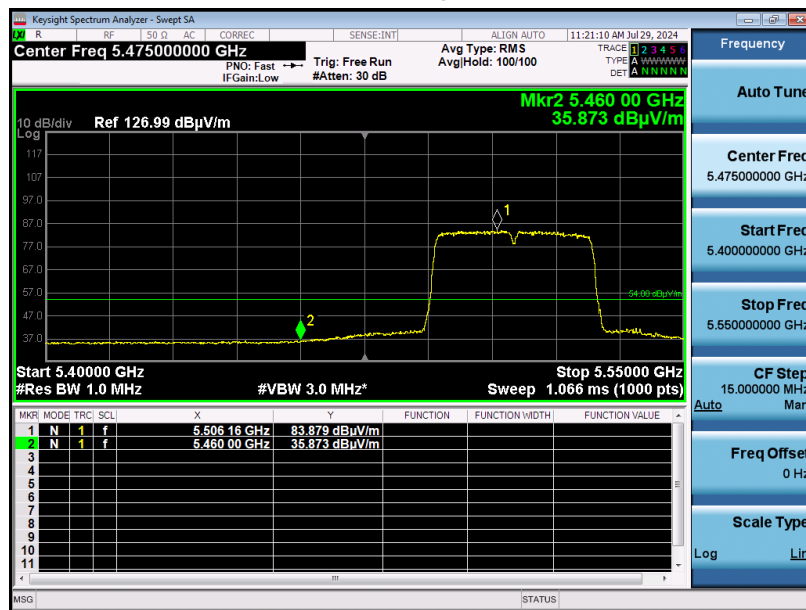 Keysight Spectrum Analyzer - Swept SA
LXI R RF 50 Ω AC CORREC SENSE:INT ALIGN AUTO 11:21:10 AM Jul 29, 2024
Center Freq 5.475000000 GHz
PNO: Fast
IFGain:Low
Trig: Free Run
#Atten: 30 dB
Avg Type: RMS
Avg|Hold: 100/100
TRACE 1 2 3 4 5 6
TYPE A WWWWW
DET A N N N N N
Mkr2 5.460 00 GHz
35.873 dBµV/m
10 dB/div Ref 126.99 dBµV/m
Log
117
107
97.0
87.0
77.0
67.0
57.0
47.0
37.0
1
2
54.00 dBµV/m
Start 5.40000 GHz Stop 5.55000 GHz
#Res BW 1.0 MHz #VBW 3.0 MHz* Sweep 1.066 ms (1000 pts)
MKR MODE TRC SCL X Y FUNCTION FUNCTION WIDTH FUNCTION VALUE
1 N 1 f 5.506 16 GHz 83.879 dBµV/m
2 N 1 f 5.460 00 GHz 35.873 dBµV/m
3
4
5
6
7
8
9
10
11
MSG STATUS
Frequency
Auto Tune
Center Freq
5.475000000 GHz
Start Freq
5.400000000 GHz
Stop Freq
5.550000000 GHz
CF Step
15.000000 MHz
Auto Man
Freq Offset
0 Hz
Scale Type
Log Lin